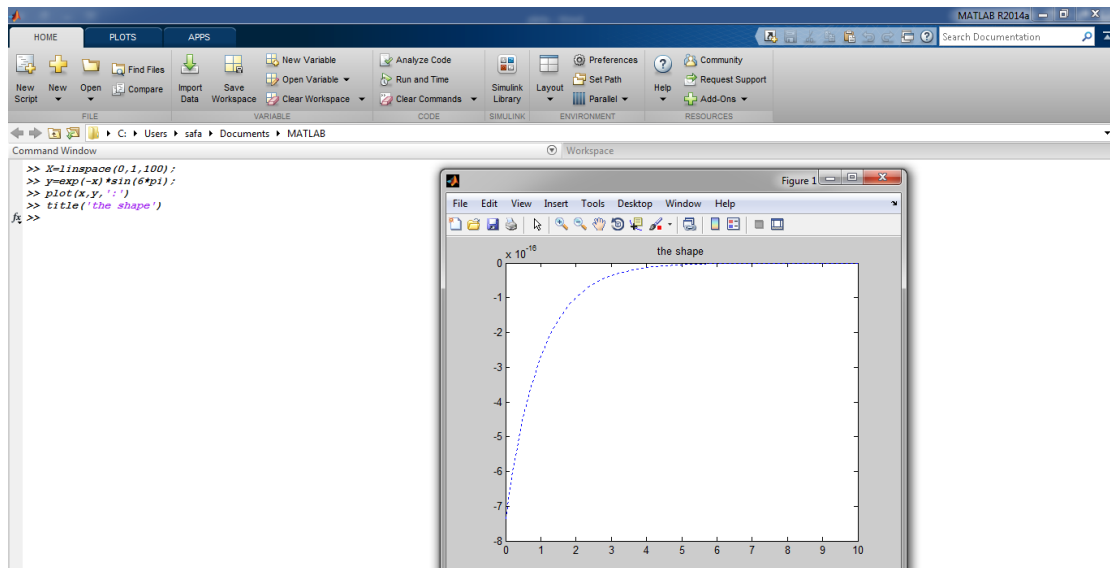 MATLAB R2014a
HOME PLOTS APPS
Search Documentation
New Script
New
Open
Find Files
Compare
FILE
Import Data
Save Workspace
New Variable
Open Variable
Clear Workspace
VARIABLE
Analyze Code
Run and Time
Clear Commands
CODE
Simulink Library
SIMULINK
Layout
Preferences
Set Path
Parallel
ENVIRONMENT
Help
Community
Request Support
Add-Ons
RESOURCES
C: Users safa Documents MATLAB
Command Window
Workspace
>> X=linspace(0,1,100);
>> y=exp(-x)*sin(6*pi);
>> plot(x,y,':')
>> title('the shape')
fx >>
Figure 1
File Edit View Insert Tools Desktop Window Help
x 10^-16
the shape
0
-1
-2
-3
-4
-5
-6
-7
-8
0 1 2 3 4 5 6 7 8 9 10